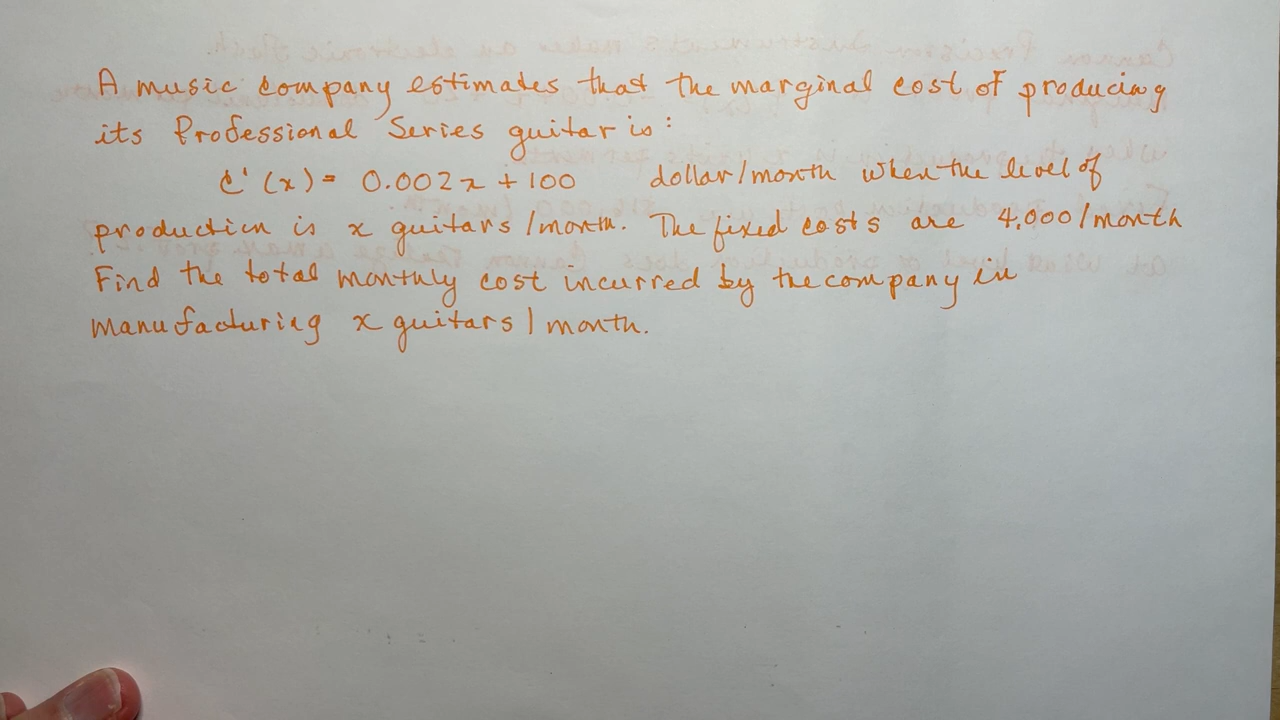 A music company estimates that the marginal cost of producing
its Professional Series guitar is:
C'(x) = 0.002x + 100 dollar/month when the level of
production is x guitars/month. The fixed costs are 4,000/month
Find the total monthly cost incurred by the company in
manufacturing x guitars/month.